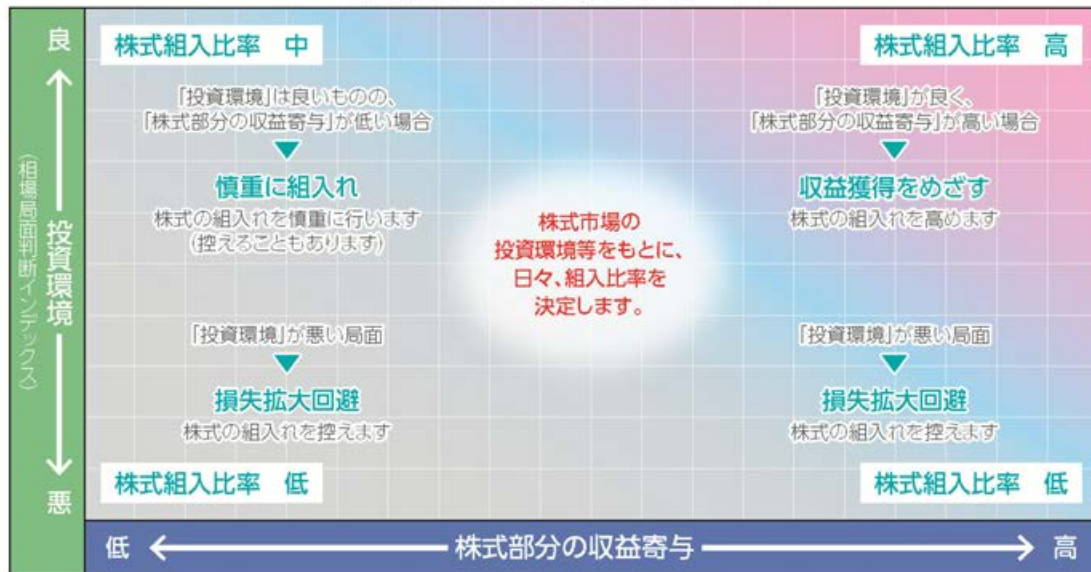 良
投資環境
(相場局面判断インデックス)
悪
株式組入比率 中
「投資環境」は良いものの、
「株式部分の収益寄与」が低い場合
慎重に組入れ
株式の組入れを慎重に行います
(控えることもあります)
株式組入比率 高
「投資環境」が良く、
「株式部分の収益寄与」が高い場合
収益獲得をめざす
株式の組入れを高めます
株式市場の
投資環境等をもとに、
日々、組入比率を
決定します。
「投資環境」が悪い局面
損失拡大回避
株式の組入れを控えます
株式組入比率 低
「投資環境」が悪い局面
損失拡大回避
株式の組入れを控えます
株式組入比率 低
低
株式部分の収益寄与
高